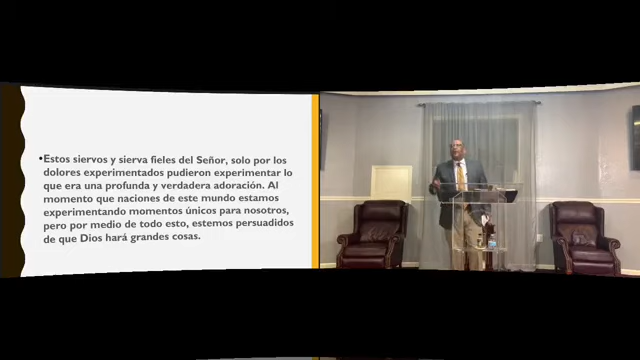 •Estos siervos y sierva fieles del Señor, solo por los
dolores experimentados pudieron experimentar lo
que era una profunda y verdadera adoración. Al
momento que naciones de este mundo estamos
experimentando momentos únicos para nosotros,
pero por medio de todo esto, estemos persuadidos
de que Dios hará grandes cosas.